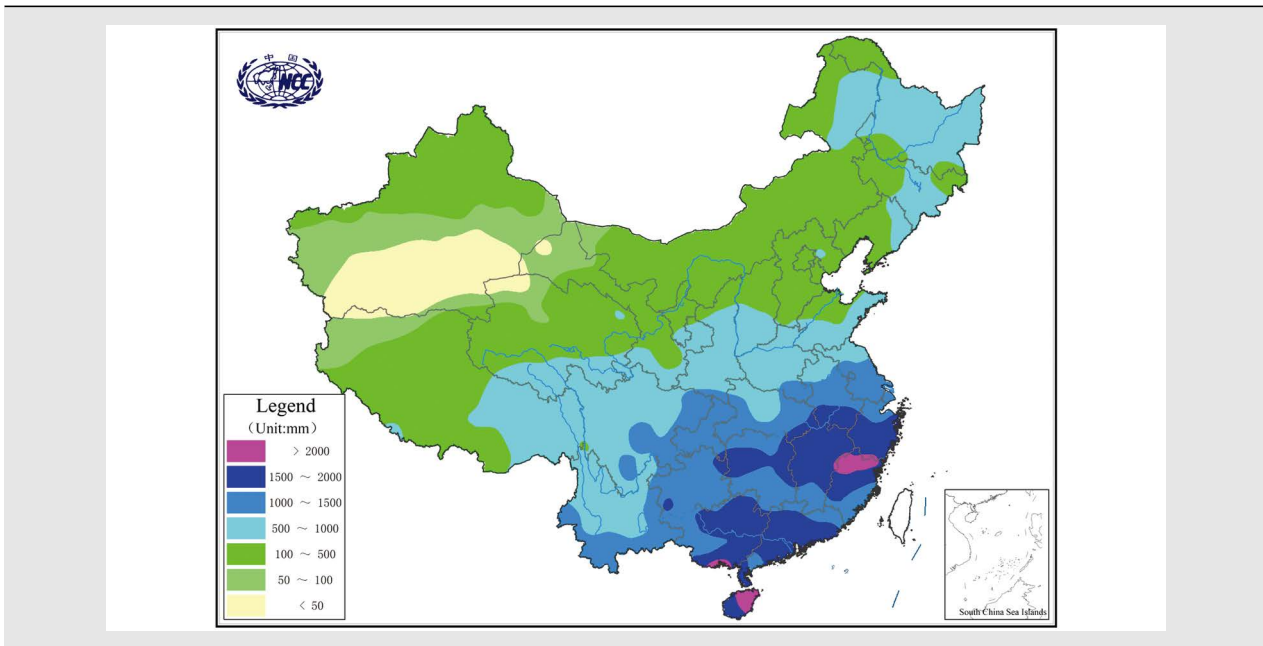 中 国
NCC
Legend
(Unit:mm)
> 2000
1500 ~ 2000
1000 ~ 1500
500 ~ 1000
100 ~ 500
50 ~ 100
< 50
South China Sea Islands